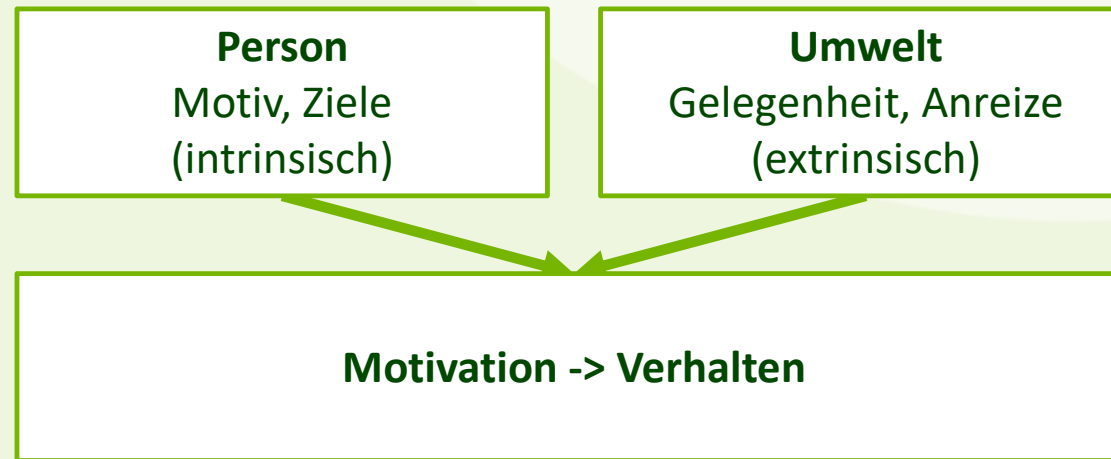 Person
Motiv, Ziele
(intrinsisch)
Umwelt
Gelegenheit, Anreize
(extrinsisch)
Motivation -> Verhalten